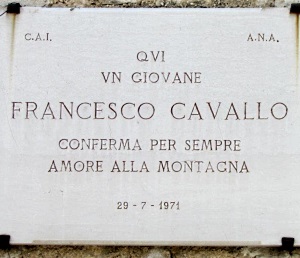 C.A.I. A.N.A.
QVI
VN GIOVANE
FRANCESCO CAVALLO
CONFERMA PER SEMPRE
AMORE ALLA MONTAGNA
29-7-1971